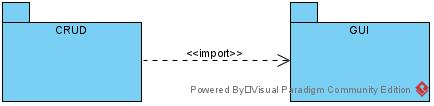 CRUD
GUI
<<import>>
Powered By Visual Paradigm Community Edition